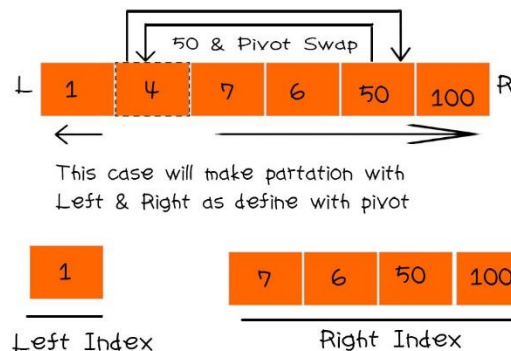 50 & Pivot Swap
L 1 4 7 6 50 100 R
This case will make partation with
Left & Right as define with pivot
1 7 6 50 100
Left Index Right Index